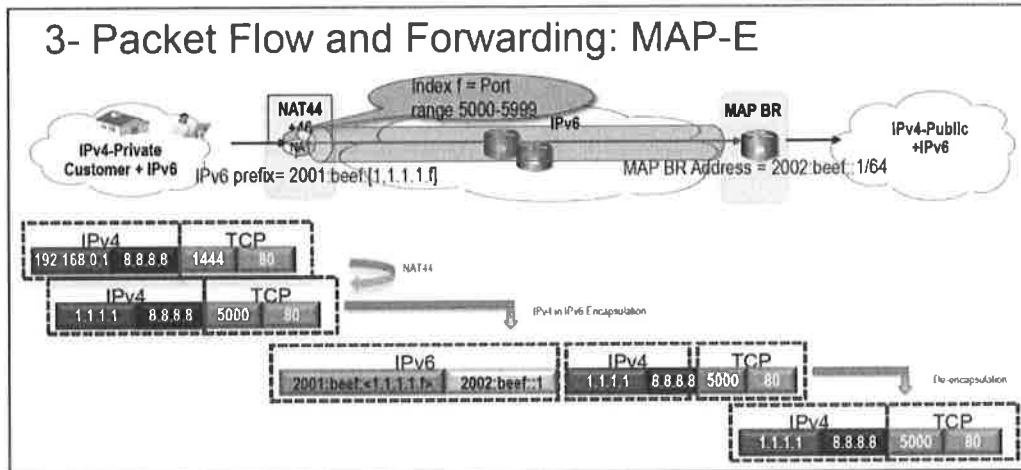 3- Packet Flow and Forwarding: MAP-E
Index f = Port
range 5000-5999
NAT44
IPv6
MAP BR
IPv4-Private
Customer + IPv6
IPv4-Public
+IPv6
IPv6 prefix= 2001:beef:[1,1.1.1.f]
MAP BR Address = 2002:beef::1/64
IPv4 TCP
192.168.0.1 8.8.8.8 1444 80
NAT44
IPv4 TCP
1.1.1.1 8.8.8.8 5000 80
IPv4 in IPv6 Encapsulation
IPv6 IPv4 TCP
2001:beef:<1.1.1.1.f> 2002:beef::1 1.1.1.1 8.8.8.8 5000 80
De-encapsulation
IPv4 TCP
1.1.1.1 8.8.8.8 5000 80